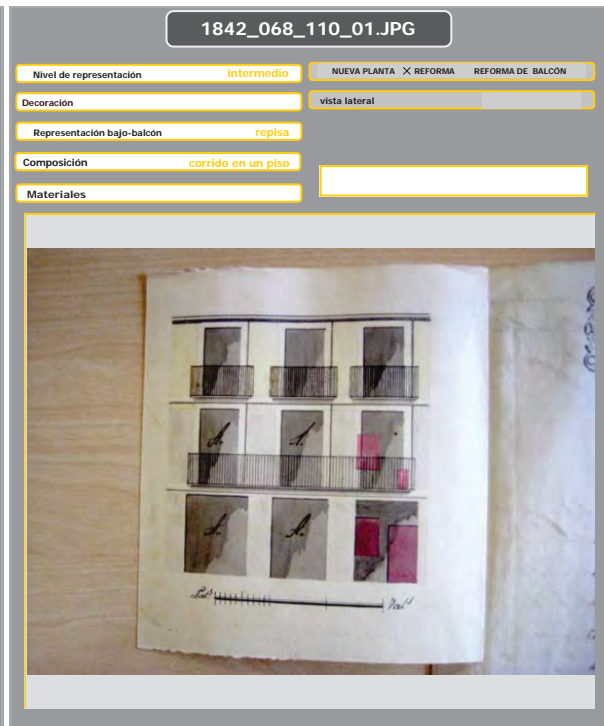 1842_068_110_01.JPG
Nivel de representación intermedio
NUEVA PLANTA X REFORMA REFORMA DE BALCÓN
Decoración
vista lateral
Representación bajo-balcón repisa
Composición corrido en un piso
Materiales
A. A.
A. A.